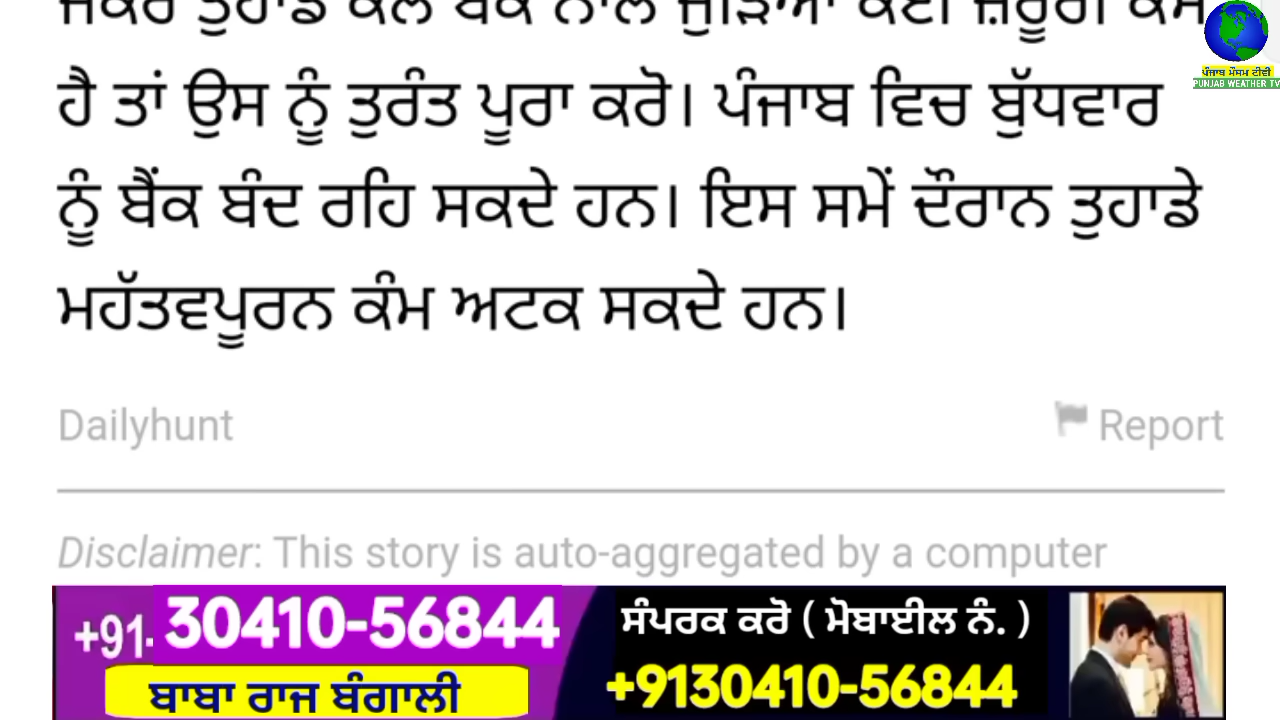 ਹੈ ਤਾਂ ਉਸ ਨੂੰ ਤੁਰੰਤ ਪੂਰਾ ਕਰੋ। ਪੰਜਾਬ ਵਿਚ ਬੁੱਧਵਾਰ
ਨੂੰ ਬੈਂਕ ਬੰਦ ਰਹਿ ਸਕਦੇ ਹਨ। ਇਸ ਸਮੇਂ ਦੌਰਾਨ ਤੁਹਾਡੇ
ਮਹੱਤਵਪੂਰਨ ਕੰਮ ਅਟਕ ਸਕਦੇ ਹਨ।
ਪੰਜਾਬ ਮੌਸਮ ਟੀਵੀ
PUNJAB WEATHER TV
Dailyhunt
Report
Disclaimer: This story is auto-aggregated by a computer
+91-30410-56844
ਬਾਬਾ ਰਾਜ ਬੰਗਾਲੀ
ਸੰਪਰਕ ਕਰੋ ( ਮੋਬਾਈਲ ਨੰ. )
+9130410-56844